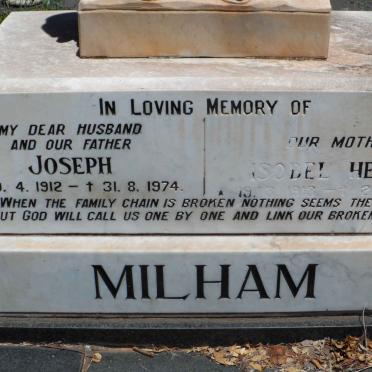 IN LOVING MEMORY OF
MY DEAR HUSBAND
AND OUR FATHER
JOSEPH
. 4. 1912 – † 31. 8. 1974.
OUR MOTH
ISOBEL HE
WHEN THE FAMILY CHAIN IS BROKEN NOTHING SEEMS THE
UT GOD WILL CALL US ONE BY ONE AND LINK OUR BROKEN
MILHAM